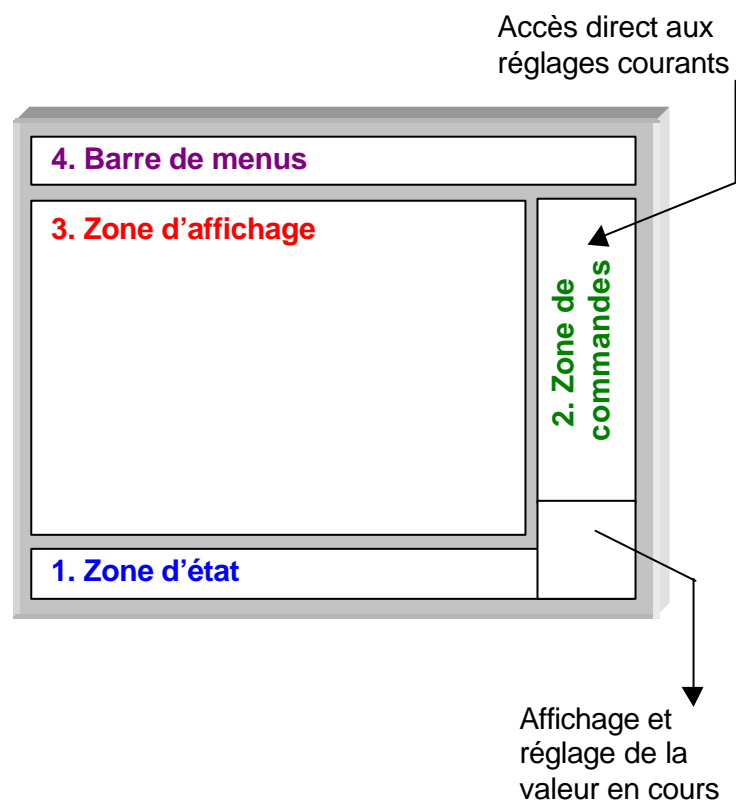 Accès direct aux
réglages courants
4. Barre de menus
3. Zone d’affichage
2. Zone de
commandes
1. Zone d’état
Affichage et
réglage de la
valeur en cours